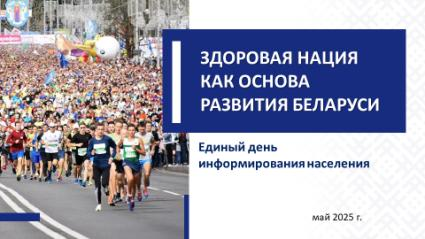 ЗДОРОВАЯ НАЦИЯ
КАК ОСНОВА
РАЗВИТИЯ БЕЛАРУСИ
Единый день
информирования населения
май 2025 г.